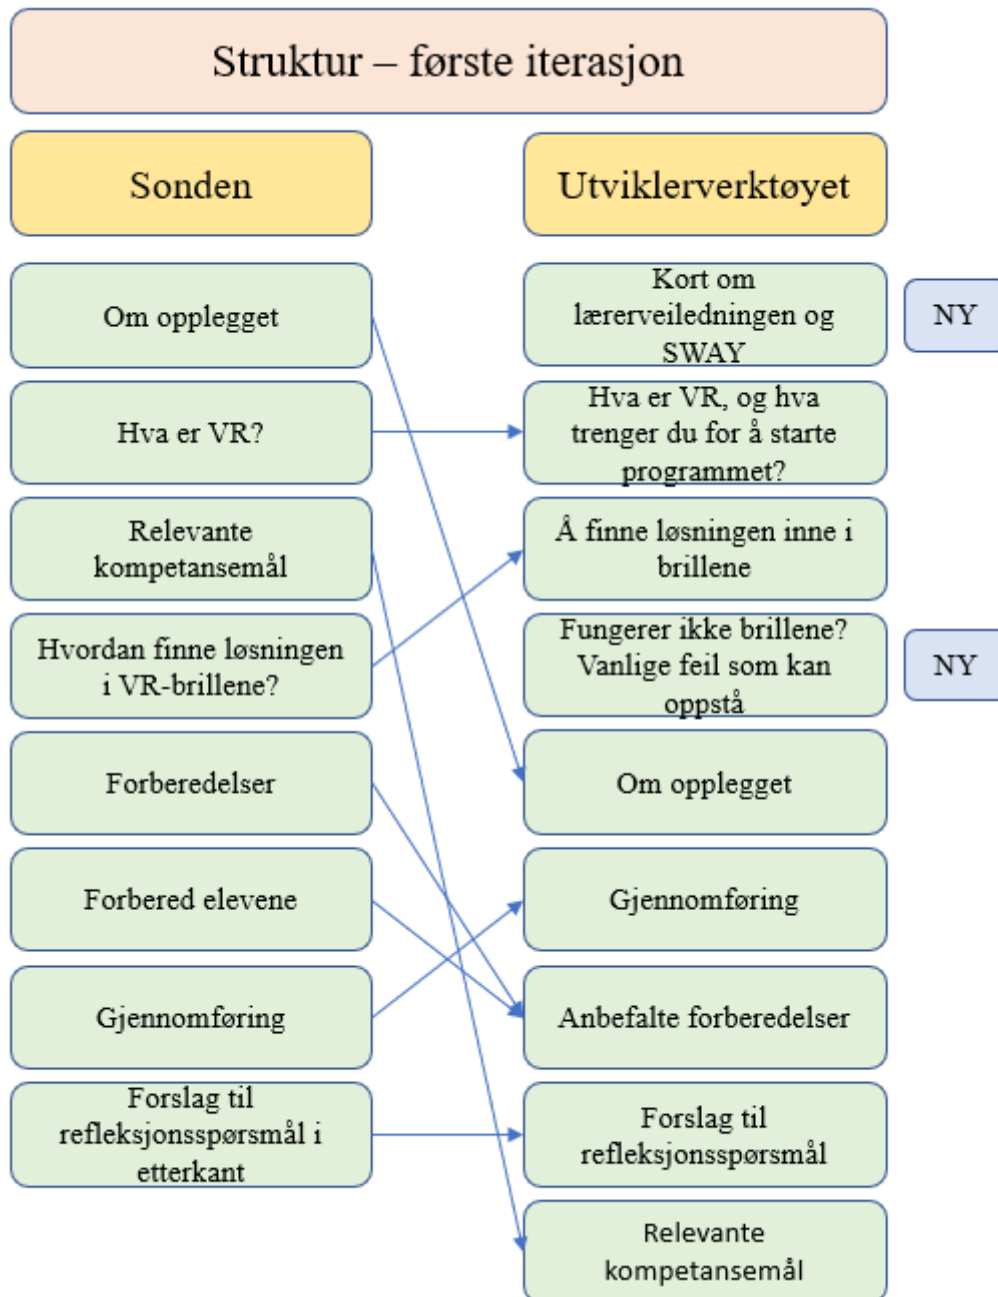 Struktur – første iterasjon
Sonden
Utviklerverktøyet
Om opplegget
Kort om
lærerveiledningen og
SWAY
NY
Hva er VR?
Hva er VR, og hva
trenger du for å starte
programmet?
Relevante
kompetansemål
Å finne løsningen inne i
brillene
Hvordan finne løsningen
i VR-brillene?
Fungerer ikke brillene?
Vanlige feil som kan
oppstå
NY
Forberedelser
Om opplegget
Forbered elevene
Gjennomføring
Gjennomføring
Anbefalte forberedelser
Forslag til
refleksjonsspørsmål i
etterkant
Forslag til
refleksjonsspørsmål
Relevante
kompetansemål